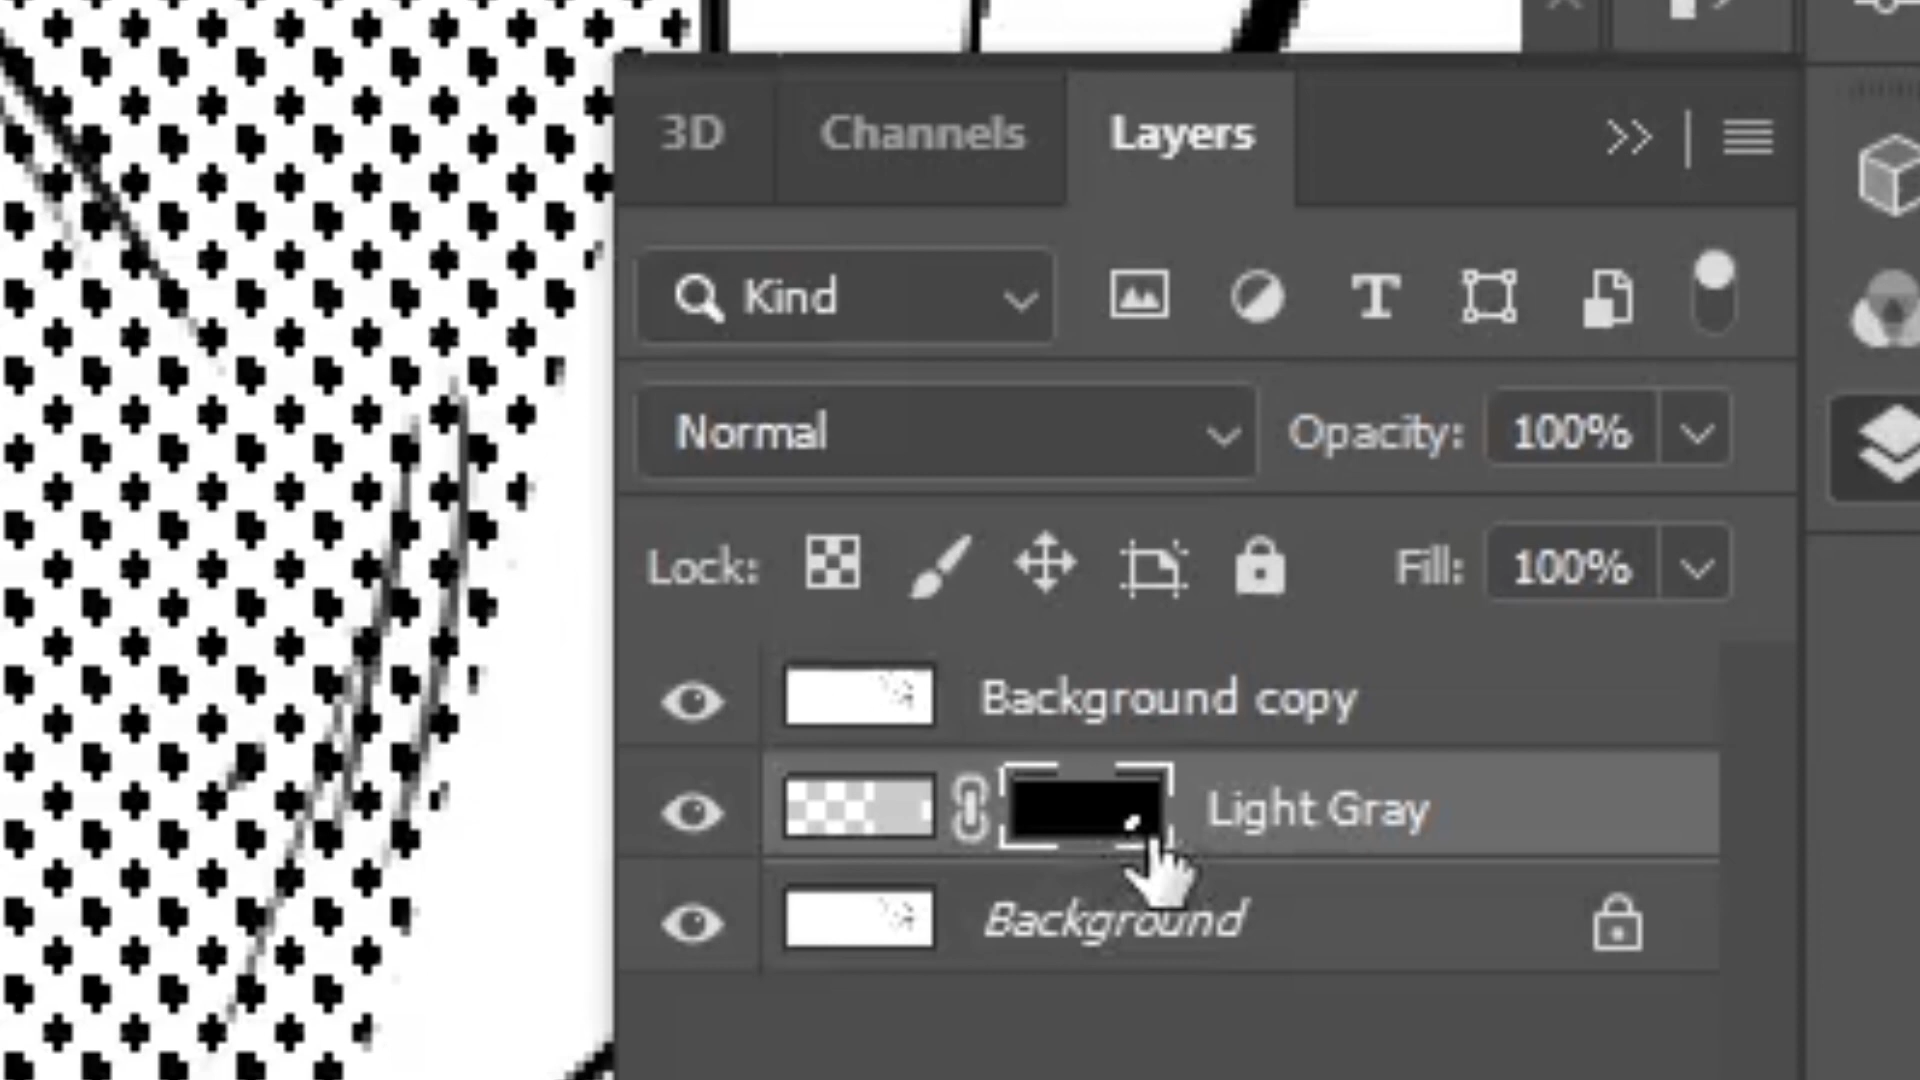 3D Channels Layers
Kind
Normal Opacity: 100%
Lock: Fill: 100%
Background copy
Light Gray
Background